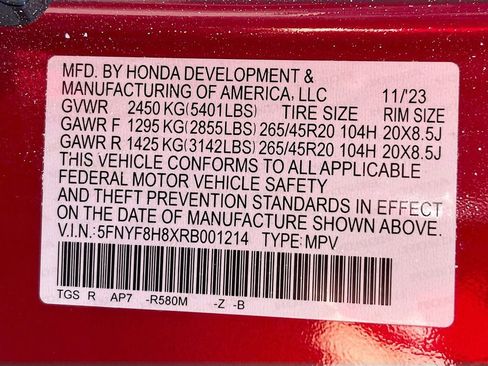 MFD. BY HONDA DEVELOPMENT &
MANUFACTURING OF AMERICA, LLC 11/23
GVWR 2450 KG(5401LBS) TIRE SIZE RIM SIZE
GAWR F 1295 KG(2855LBS) 265/45R20 104H 20X8.5J
GAWR R 1425 KG(3142LBS) 265/45R20 104H 20X8.5J
THIS VEHICLE CONFORMS TO ALL APPLICABLE
FEDERAL MOTOR VEHICLE SAFETY
AND THEFT PREVENTION STANDARDS IN EFFECT
ON THE DATE OF MANUFACTURE SHOWN ABOVE.
V.I.N.:5FNYF8H8XRB001214 TYPE:MPV
TGS R AP7 -R580M -Z -B